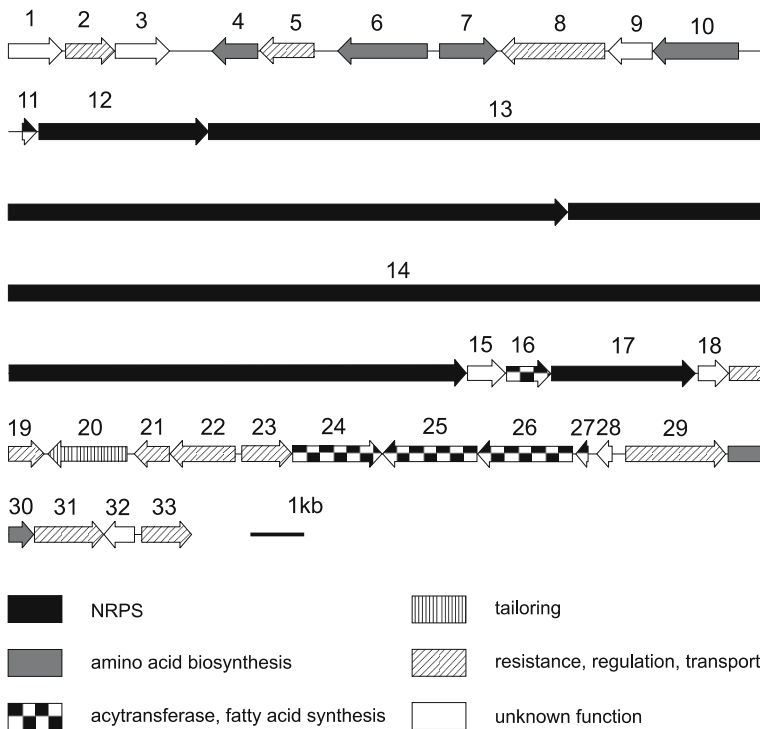 1 2 3 4 5 6 7 8 9 10
11 12 13
14
15 16 17 18
19 20 21 22 23 24 25 26 27 28 29
30 31 32 33 1kb
NRPS
tailoring
amino acid biosynthesis
resistance, regulation, transport
acytransferase, fatty acid synthesis
unknown function